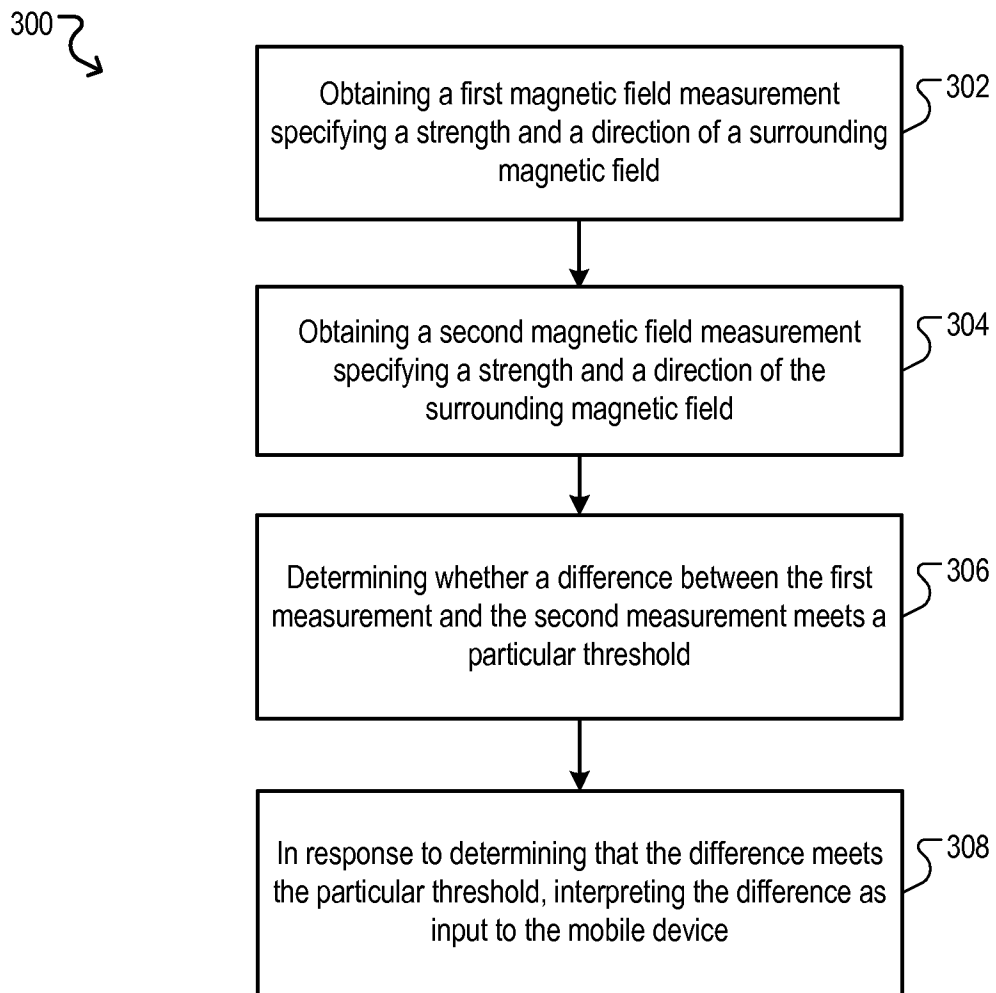 300
Obtaining a first magnetic field measurement
specifying a strength and a direction of a surrounding
magnetic field
302
Obtaining a second magnetic field measurement
specifying a strength and a direction of the
surrounding magnetic field
304
Determining whether a difference between the first
measurement and the second measurement meets a
particular threshold
306
In response to determining that the difference meets
the particular threshold, interpreting the difference as
input to the mobile device
308